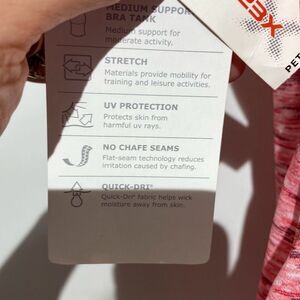 MEDIUM SUPPORT
BRA TANK
Medium support for
moderate activity.
STRETCH
Materials provide mobility for
training and leisure activities.
UV PROTECTION
Protects skin from
harmful uv rays.
NO CHAFE SEAMS
Flat-seam technology reduces
irritation caused by chafing.
QUICK-DRI®
Quick-Dri® fabric helps wick
moisture away from skin.